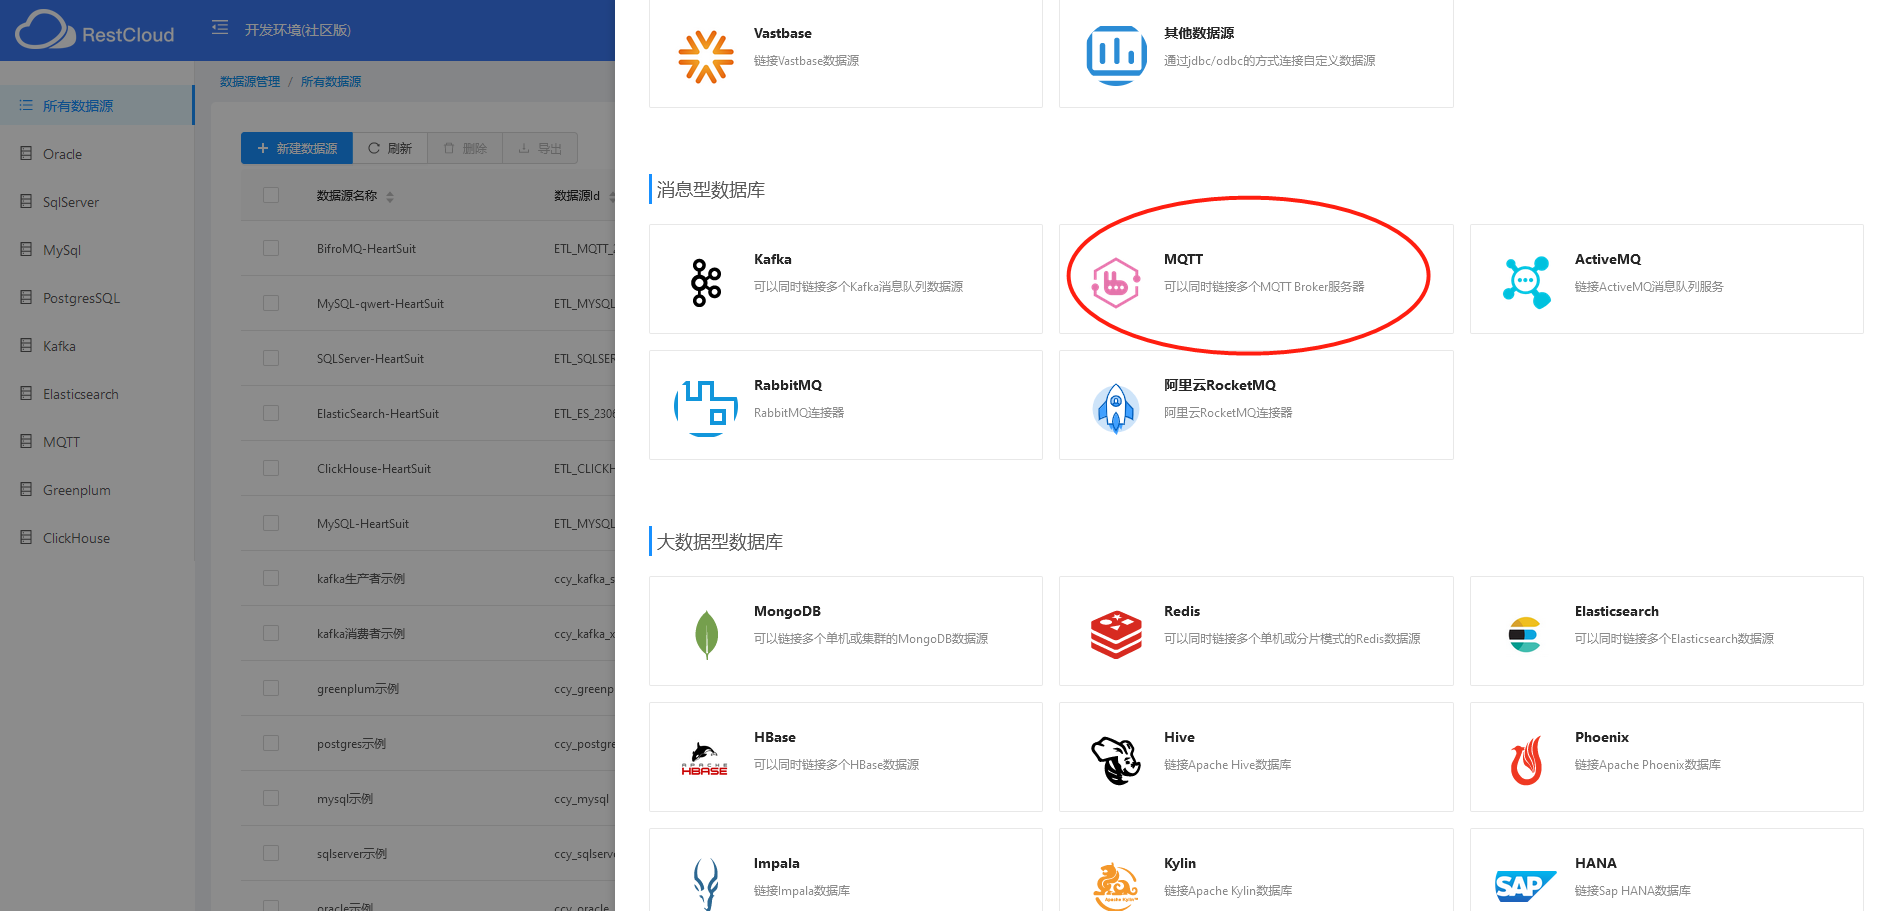 RestCloud
开发环境(社区版)
数据源管理 / 所有数据源
所有数据源
Oracle
SqlServer
MySql
PostgresSQL
Kafka
Elasticsearch
MQTT
Greenplum
ClickHouse
新建数据源
刷新
删除
导出
数据源名称 数据源Id
BifroMQ-HeartSuit ETL_MQTT_2
MySQL-qwert-HeartSuit ETL_MYSQL
SQLServer-HeartSuit ETL_SQLSER
ElasticSearch-HeartSuit ETL_ES_2306
ClickHouse-HeartSuit ETL_CLICKH
MySQL-HeartSuit ETL_MYSQL
kafka生产者示例 ccy_kafka_s
kafka消费者示例 ccy_kafka_x
greenplum示例 ccy_greenp
postgres示例 ccy_postgre
mysql示例 ccy_mysql
sqlserver示例 ccy_sqlserve
oracle示例 ccy_oracle
Vastbase
链接Vastbase数据源
其他数据源
通过jdbc/odbc的方式连接自定义数据源
消息型数据库
Kafka
可以同时链接多个Kafka消息队列数据源
MQTT
可以同时链接多个MQTT Broker服务器
ActiveMQ
链接ActiveMQ消息队列服务
RabbitMQ
RabbitMQ连接器
阿里云RocketMQ
阿里云RocketMQ连接器
大数据型数据库
MongoDB
可以链接多个单机或集群的MongoDB数据源
Redis
可以同时链接多个单机或分片模式的Redis数据源
Elasticsearch
可以同时链接多个Elasticsearch数据源
APACHE
HBASE
HBase
可以同时链接多个HBase数据源
Hive
链接Apache Hive数据库
Phoenix
链接Apache Phoenix数据库
Impala
链接Impala数据库
Apache Kylin™
Kylin
链接Apache Kylin数据库
SAP
HANA
链接Sap HANA数据库